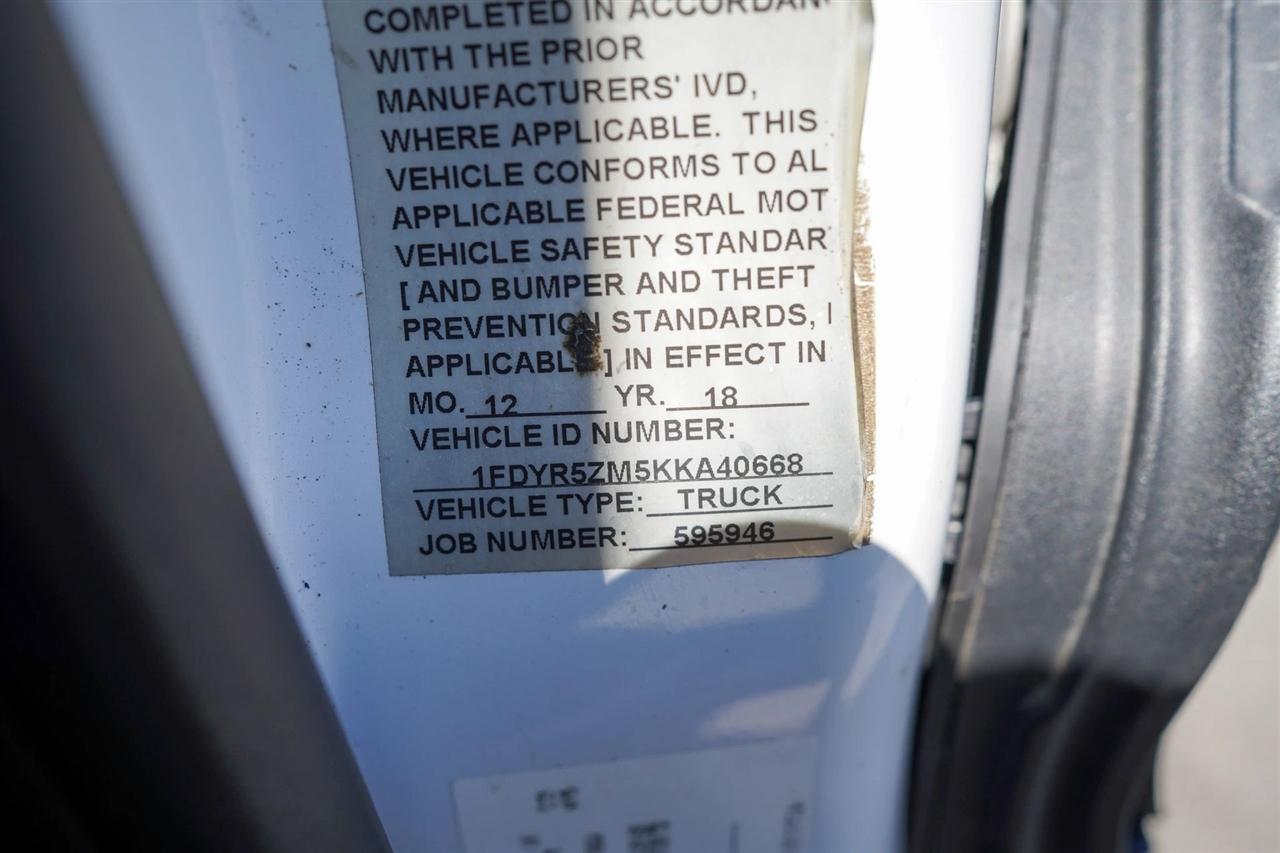 COMPLETED IN ACCORDAN
WITH THE PRIOR
MANUFACTURERS' IVD,
WHERE APPLICABLE. THIS
VEHICLE CONFORMS TO AL
APPLICABLE FEDERAL MOT
VEHICLE SAFETY STANDAR
[ AND BUMPER AND THEFT
PREVENTION STANDARDS, I
APPLICABL ] IN EFFECT IN
MO. 12 YR. 18
VEHICLE ID NUMBER:
1FDYR5ZM5KKA40668
VEHICLE TYPE: TRUCK
JOB NUMBER: 595946